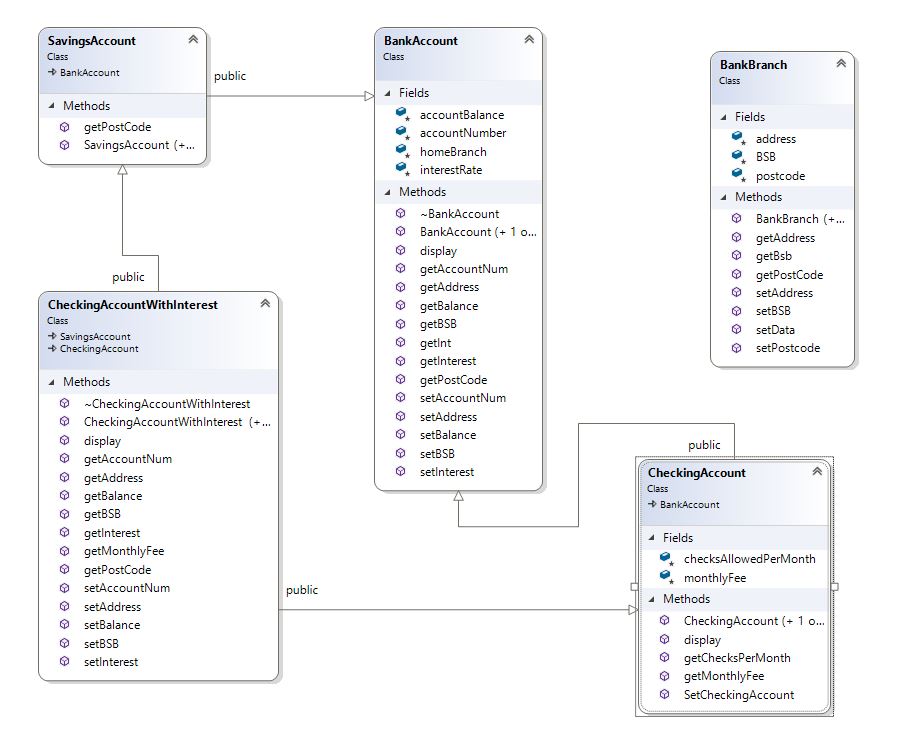 SavingsAccount
Class
BankAccount
Methods
getPostCode
SavingsAccount (+...
public
BankAccount
Class
Fields
accountBalance
accountNumber
homeBranch
interestRate
Methods
~BankAccount
BankAccount (+ 1 o...
display
getAccountNum
getAddress
getBalance
getBSB
getInt
getInterest
getPostCode
setAccountNum
setAddress
setBalance
setBSB
setInterest
BankBranch
Class
Fields
address
BSB
postcode
Methods
BankBranch (+...
getAddress
getBsb
getPostCode
setAddress
setBSB
setData
setPostcode
public
CheckingAccountWithInterest
Class
SavingsAccount
CheckingAccount
Methods
~CheckingAccountWithInterest
CheckingAccountWithInterest (+...
display
getAccountNum
getAddress
getBalance
getBSB
getInterest
getMonthlyFee
getPostCode
setAccountNum
setAddress
setBalance
setBSB
setInterest
public
public
CheckingAccount
Class
BankAccount
Fields
checksAllowedPerMonth
monthlyFee
Methods
CheckingAccount (+ 1 o...
display
getChecksPerMonth
getMonthlyFee
SetCheckingAccount